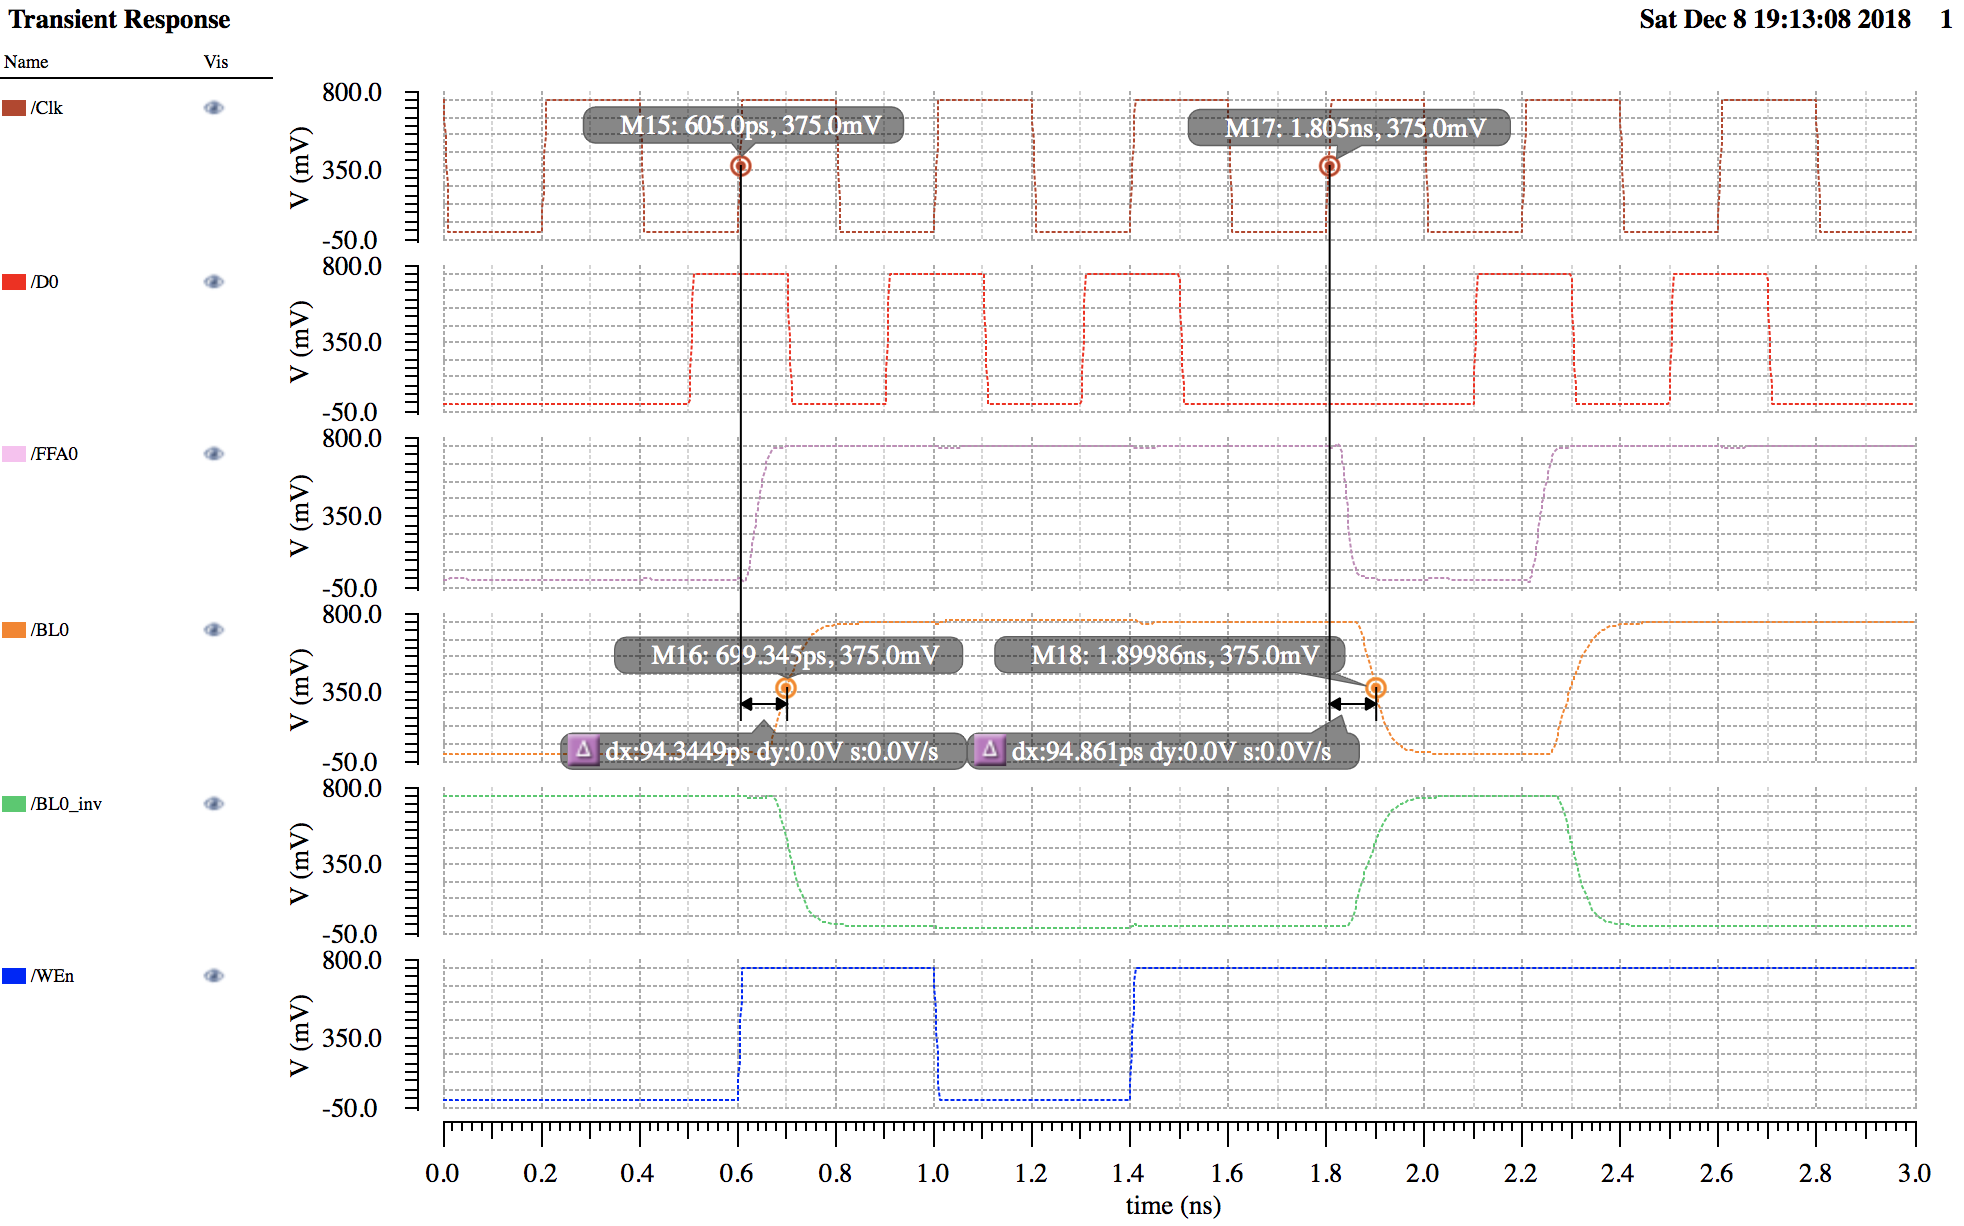 Transient Response
Sat Dec 8 19:13:08 2018 1
Name Vis
/Clk
800.0
350.0
-50.0
V (mV)
M15: 605.0ps, 375.0mV
M17: 1.805ns, 375.0mV
/D0
800.0
350.0
-50.0
V (mV)
/FFA0
800.0
350.0
-50.0
V (mV)
/BL0
800.0
350.0
-50.0
V (mV)
M16: 699.345ps, 375.0mV
M18: 1.89986ns, 375.0mV
Δ dx:94.3449ps dy:0.0V s:0.0V/s
Δ dx:94.861ps dy:0.0V s:0.0V/s
/BL0_inv
800.0
350.0
-50.0
V (mV)
/WEn
800.0
350.0
-50.0
V (mV)
0.0 0.2 0.4 0.6 0.8 1.0 1.2 1.4 1.6 1.8 2.0 2.2 2.4 2.6 2.8 3.0
time (ns)